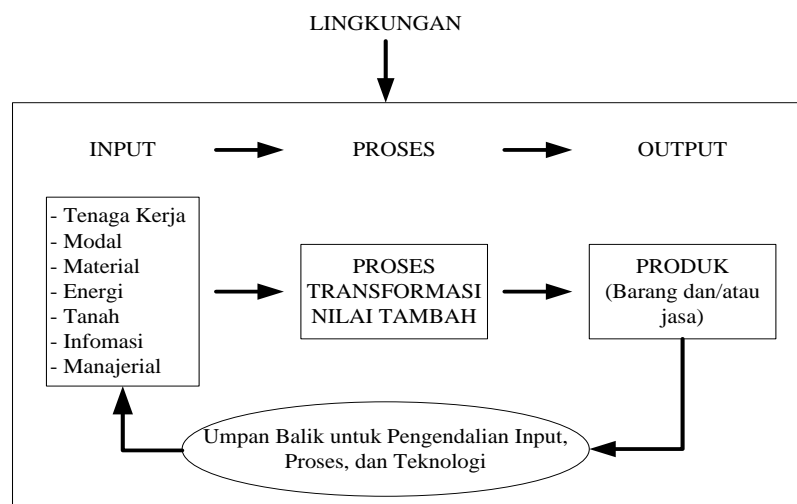 LINGKUNGAN
INPUT
PROSES
OUTPUT
- Tenaga Kerja
- Modal
- Material
- Energi
- Tanah
- Infomasi
- Manajerial
PROSES
TRANSFORMASI
NILAI TAMBAH
PRODUK
(Barang dan/atau
jasa)
Umpan Balik untuk Pengendalian Input,
Proses, dan Teknologi